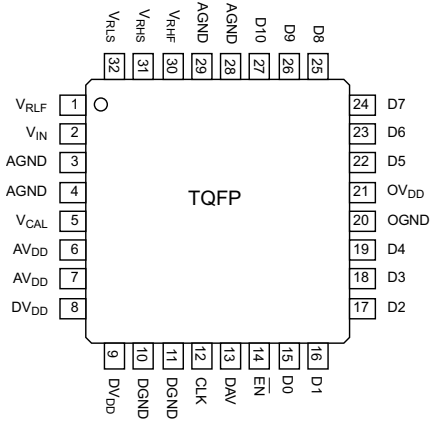 VRLS VRHS VRHF AGND AGND D10 D9 D8
32 31 30 29 28 27 26 25
VRLF 1 24 D7
VIN 2 23 D6
AGND 3 22 D5
AGND 4 21 OVDD
VCAL 5 20 OGND
AVDD 6 19 D4
AVDD 7 18 D3
DVDD 8 17 D2
TQFP
9 10 11 12 13 14 15 16
DVDD DGND DGND CLK DAV EN D0 D1